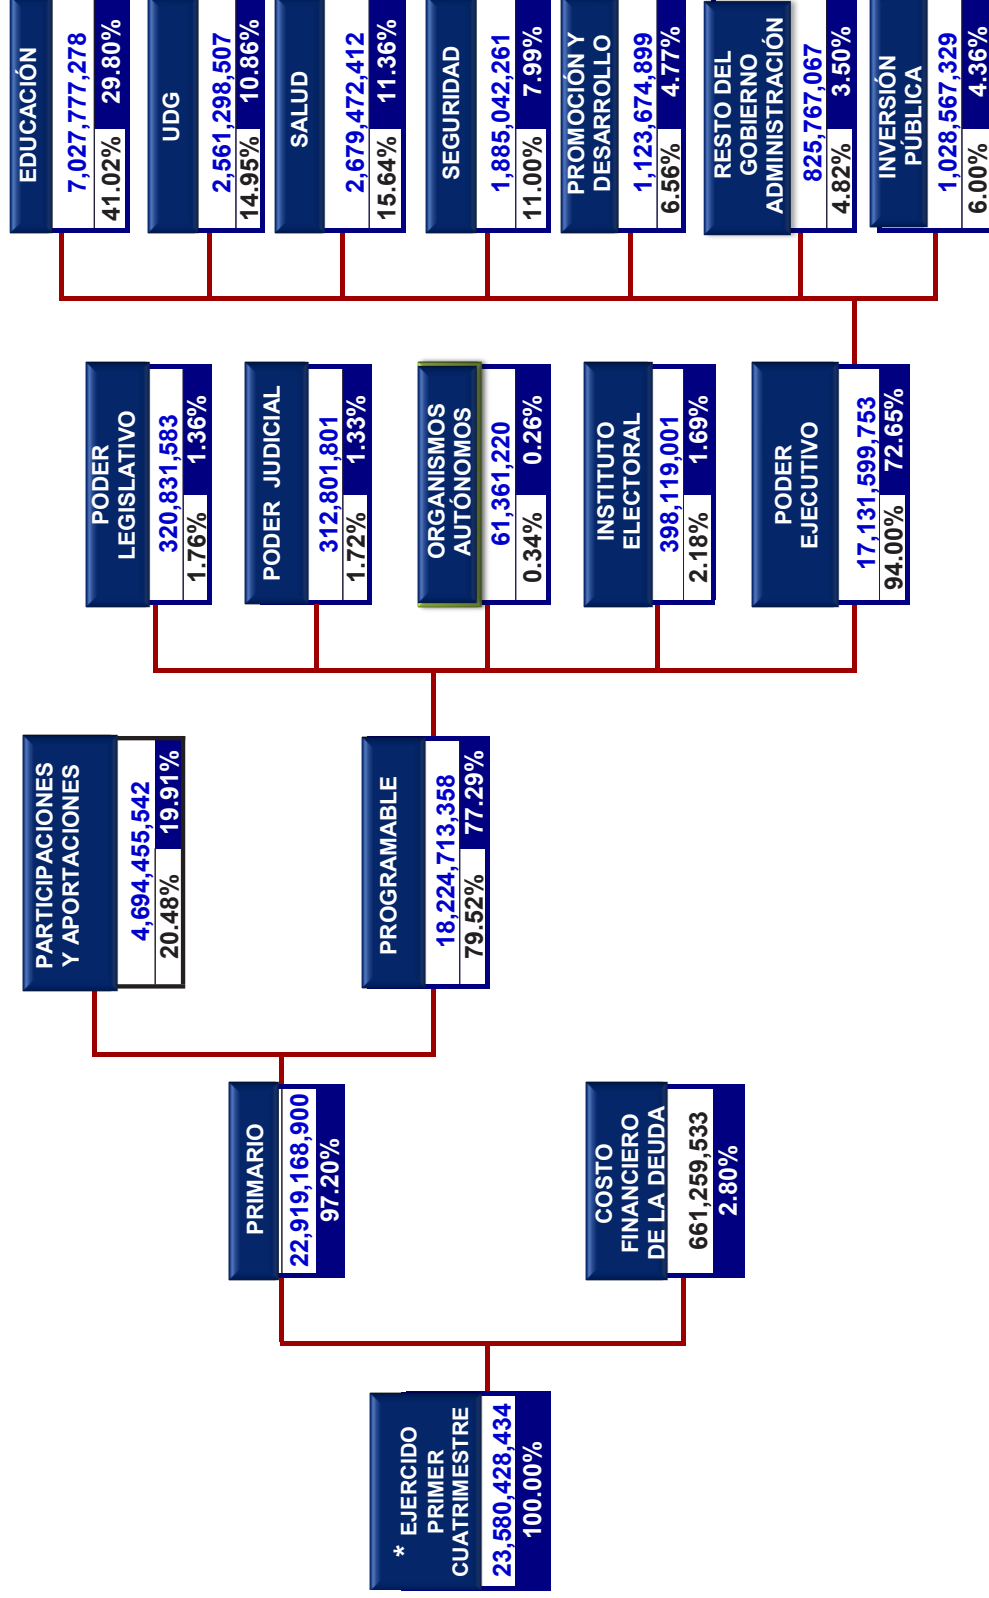 * EJERCIDO
PRIMER
CUATRIMESTRE
23,580,428,434
100.00%
PRIMARIO
22,919,168,900
97.20%
COSTO
FINANCIERO
DE LA DEUDA
661,259,533
2.80%
PARTICIPACIONES
Y APORTACIONES
4,694,455,542
20.48% 19.91%
PROGRAMABLE
18,224,713,358
79.52% 77.29%
PODER
LEGISLATIVO
320,831,583
1.76% 1.36%
PODER JUDICIAL
312,801,801
1.72% 1.33%
ORGANISMOS
AUTÓNOMOS
61,361,220
0.34% 0.26%
INSTITUTO
ELECTORAL
398,119,001
2.18% 1.69%
PODER
EJECUTIVO
17,131,599,753
94.00% 72.65%
EDUCACIÓN
7,027,777,278
41.02% 29.80%
UDG
2,561,298,507
14.95% 10.86%
SALUD
2,679,472,412
15.64% 11.36%
SEGURIDAD
1,885,042,261
11.00% 7.99%
PROMOCIÓN Y
DESARROLLO
1,123,674,899
6.56% 4.77%
RESTO DEL
GOBIERNO
ADMINISTRACIÓN
825,767,067
4.82% 3.50%
INVERSIÓN
PÚBLICA
1,028,567,329
6.00% 4.36%